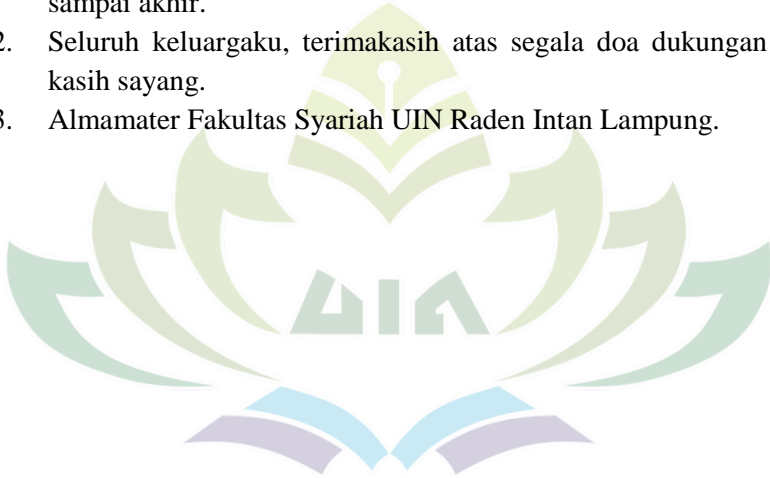 sampai akhir.
2. Seluruh keluargaku, terimakasih atas segala doa dukungan
kasih sayang.
3. Almamater Fakultas Syariah UIN Raden Intan Lampung.
UIN